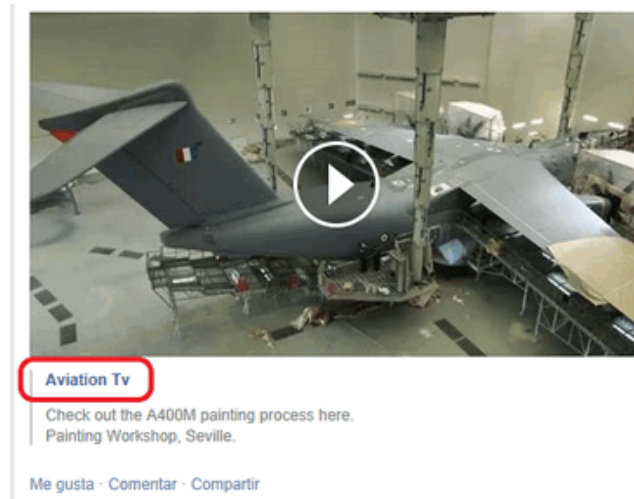 Aviation Tv
Check out the A400M painting process here.
Painting Workshop, Seville.
Me gusta · Comentar · Compartir